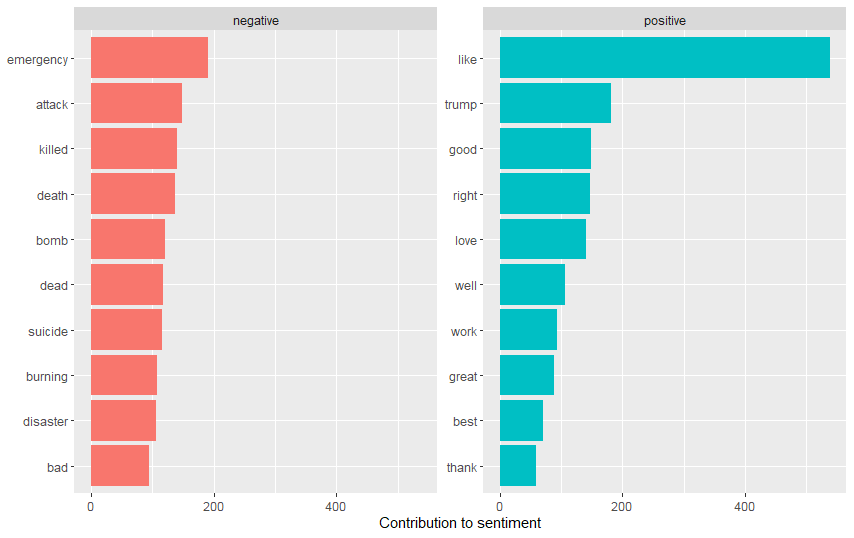 negative
emergency
attack
killed
death
bomb
dead
suicide
burning
disaster
bad
0 200 400
positive
like
trump
good
right
love
well
work
great
best
thank
0 200 400
Contribution to sentiment